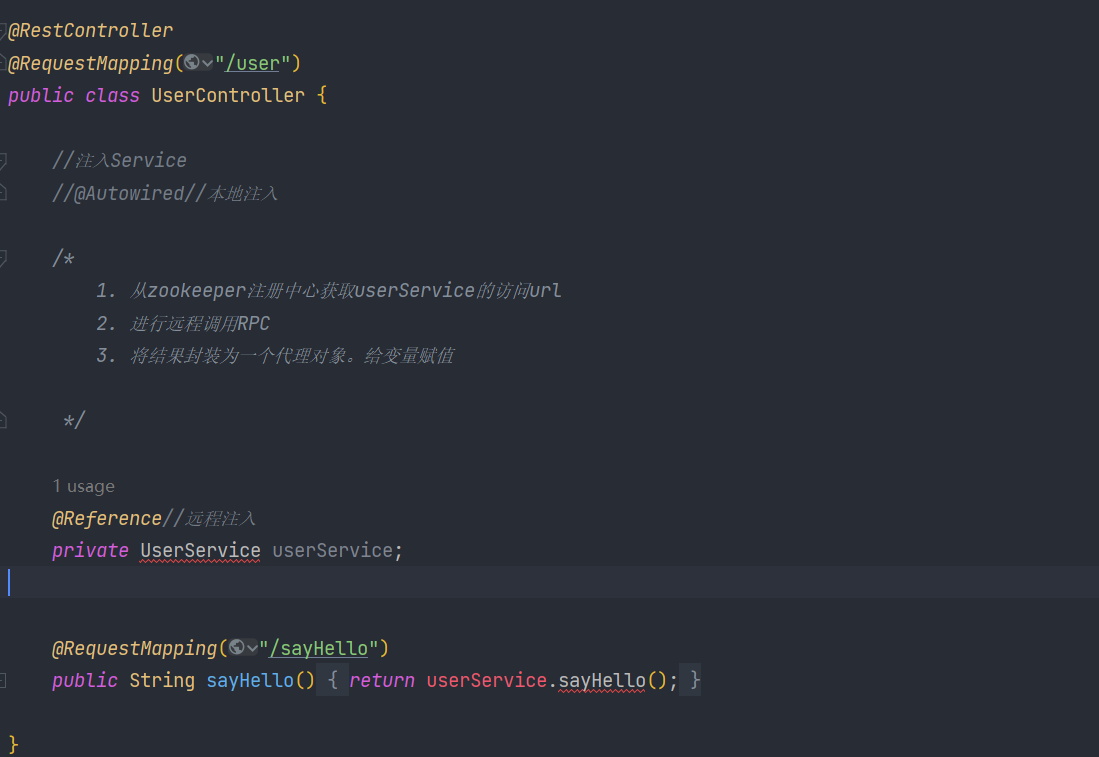 @RestController
@RequestMapping("/user")
public class UserController {
//注入Service
//@Autowired//本地注入
/*
1. 从zookeeper注册中心获取userService的访问url
2. 进行远程调用RPC
3. 将结果封装为一个代理对象。给变量赋值
*/
1 usage
@Reference//远程注入
private UserService userService;
@RequestMapping("/sayHello")
public String sayHello() { return userService.sayHello(); }
}